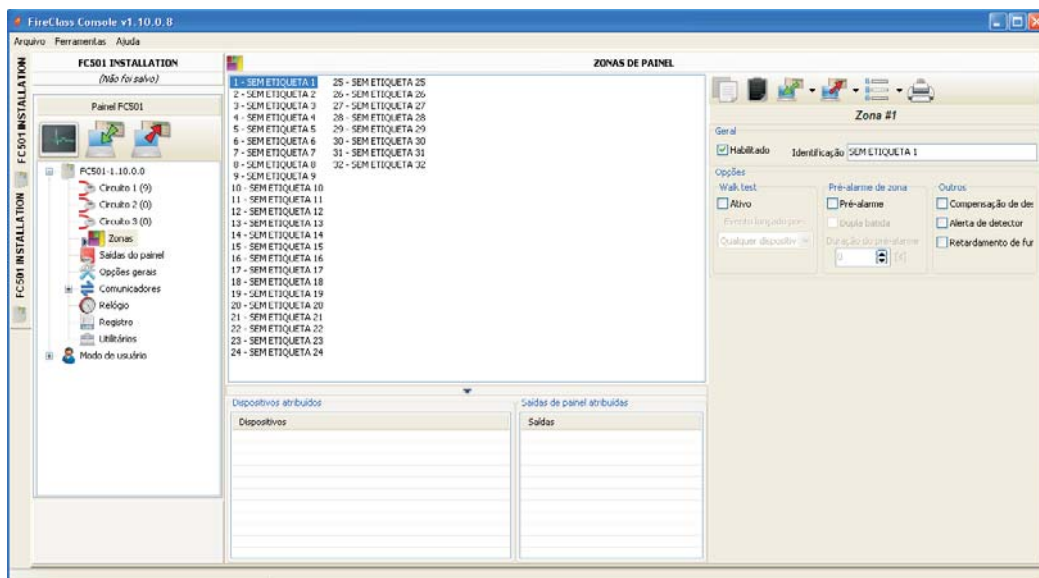 FireClass Console v1.10.0.8
Arquivo Ferramentas Ajuda
FC501 INSTALLATION
FC501 INSTALLATION
FC501 INSTALLATION
(Não foi salvo)
Painel FC501
FC501-1.10.0.0
Circuito 1 (9)
Circuito 2 (0)
Circuito 3 (0)
Zonas
Saídas do painel
Opções gerais
Comunicadores
Relógio
Registro
Utilitários
Modo de usuário
ZONAS DE PAINEL
1 - SEM ETIQUETA 1
2 - SEM ETIQUETA 2
3 - SEM ETIQUETA 3
4 - SEM ETIQUETA 4
5 - SEM ETIQUETA 5
6 - SEM ETIQUETA 6
7 - SEM ETIQUETA 7
8 - SEM ETIQUETA 8
9 - SEM ETIQUETA 9
10 - SEM ETIQUETA 10
11 - SEM ETIQUETA 11
12 - SEM ETIQUETA 12
13 - SEM ETIQUETA 13
14 - SEM ETIQUETA 14
15 - SEM ETIQUETA 15
16 - SEM ETIQUETA 16
17 - SEM ETIQUETA 17
18 - SEM ETIQUETA 18
19 - SEM ETIQUETA 19
20 - SEM ETIQUETA 20
21 - SEM ETIQUETA 21
22 - SEM ETIQUETA 22
23 - SEM ETIQUETA 23
24 - SEM ETIQUETA 24
25 - SEM ETIQUETA 25
26 - SEM ETIQUETA 26
27 - SEM ETIQUETA 27
28 - SEM ETIQUETA 28
29 - SEM ETIQUETA 29
30 - SEM ETIQUETA 30
31 - SEM ETIQUETA 31
32 - SEM ETIQUETA 32
Dispositivos atribuídos
Dispositivos
Saídas de painel atribuídas
Saídas
Zona #1
Geral
Habilitado
Identificação SEM ETIQUETA 1
Opções
Walk test
Ativo
Evento lançado por:
Qualquer dispositiv
Pré-alarme de zona
Pré-alarme
Dupla banda
Duração do pré-alarme
0
Outros
Compensação de des
Alerta de detector
Retardamento de fur